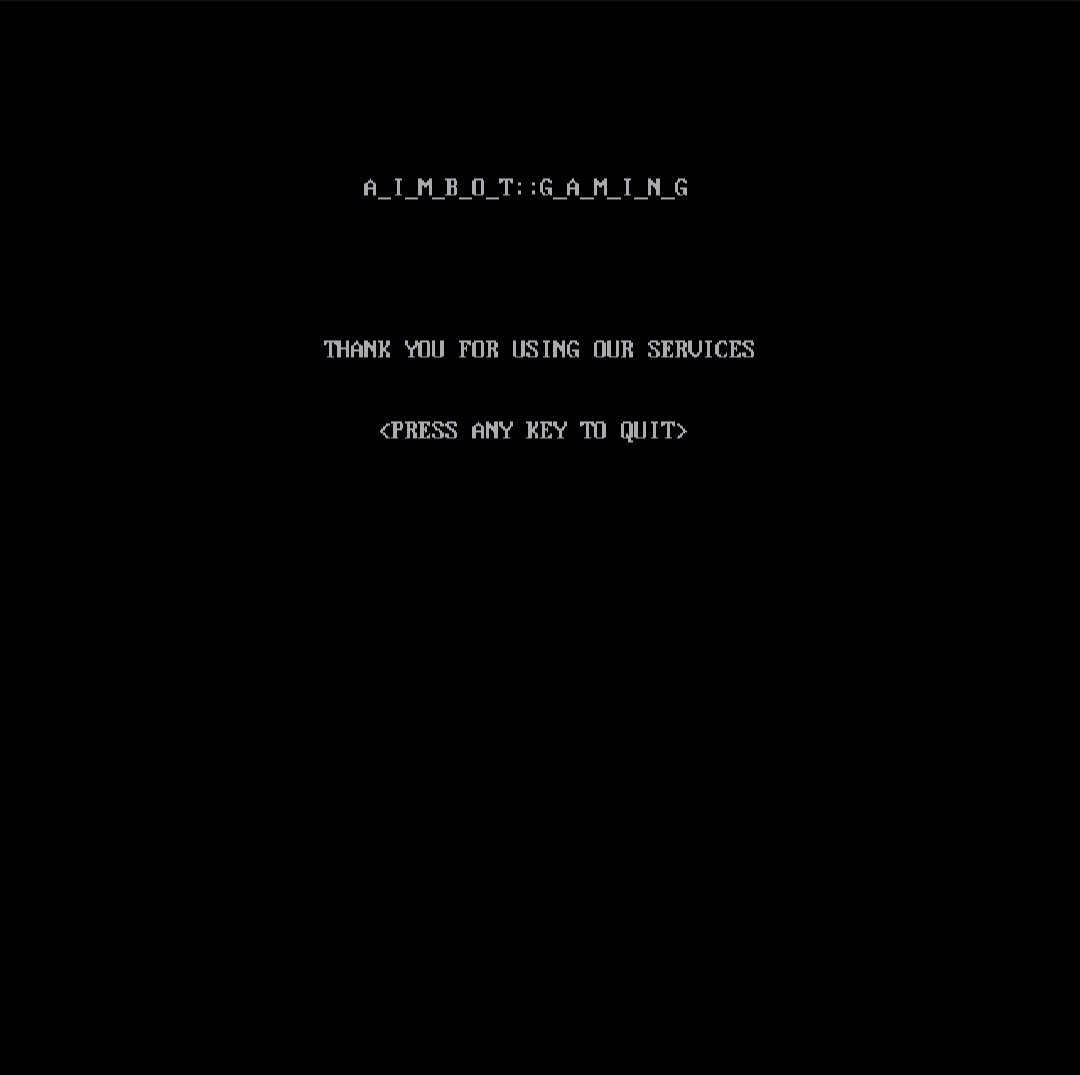 A_I_M_B_O_T::G_A_M_I_N_G
THANK YOU FOR USING OUR SERVICES
<PRESS ANY KEY TO QUIT>